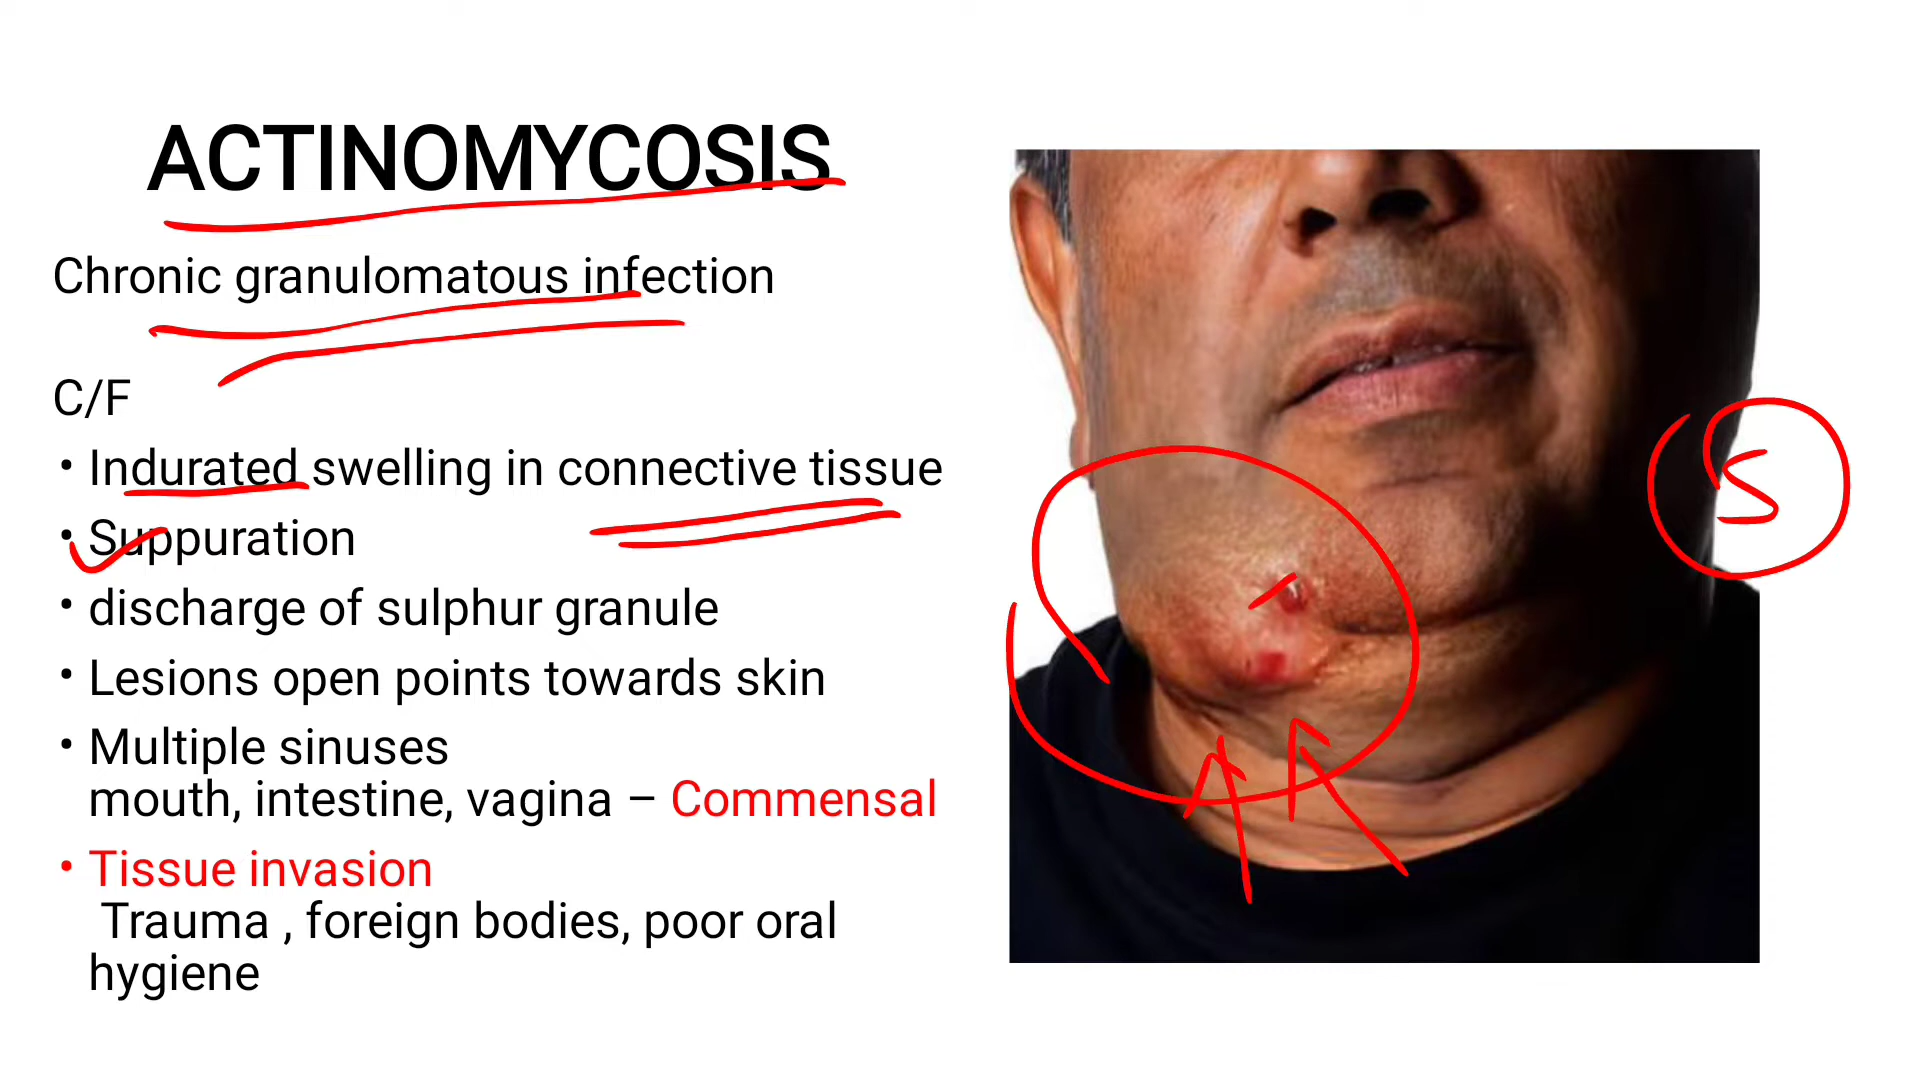 ACTINOMYCOSIS
Chronic granulomatous infection
C/F
• Indurated swelling in connective tissue
• Suppuration
• discharge of sulphur granule
• Lesions open points towards skin
• Multiple sinuses
mouth, intestine, vagina – Commensal
• Tissue invasion
Trauma , foreign bodies, poor oral
hygiene
S